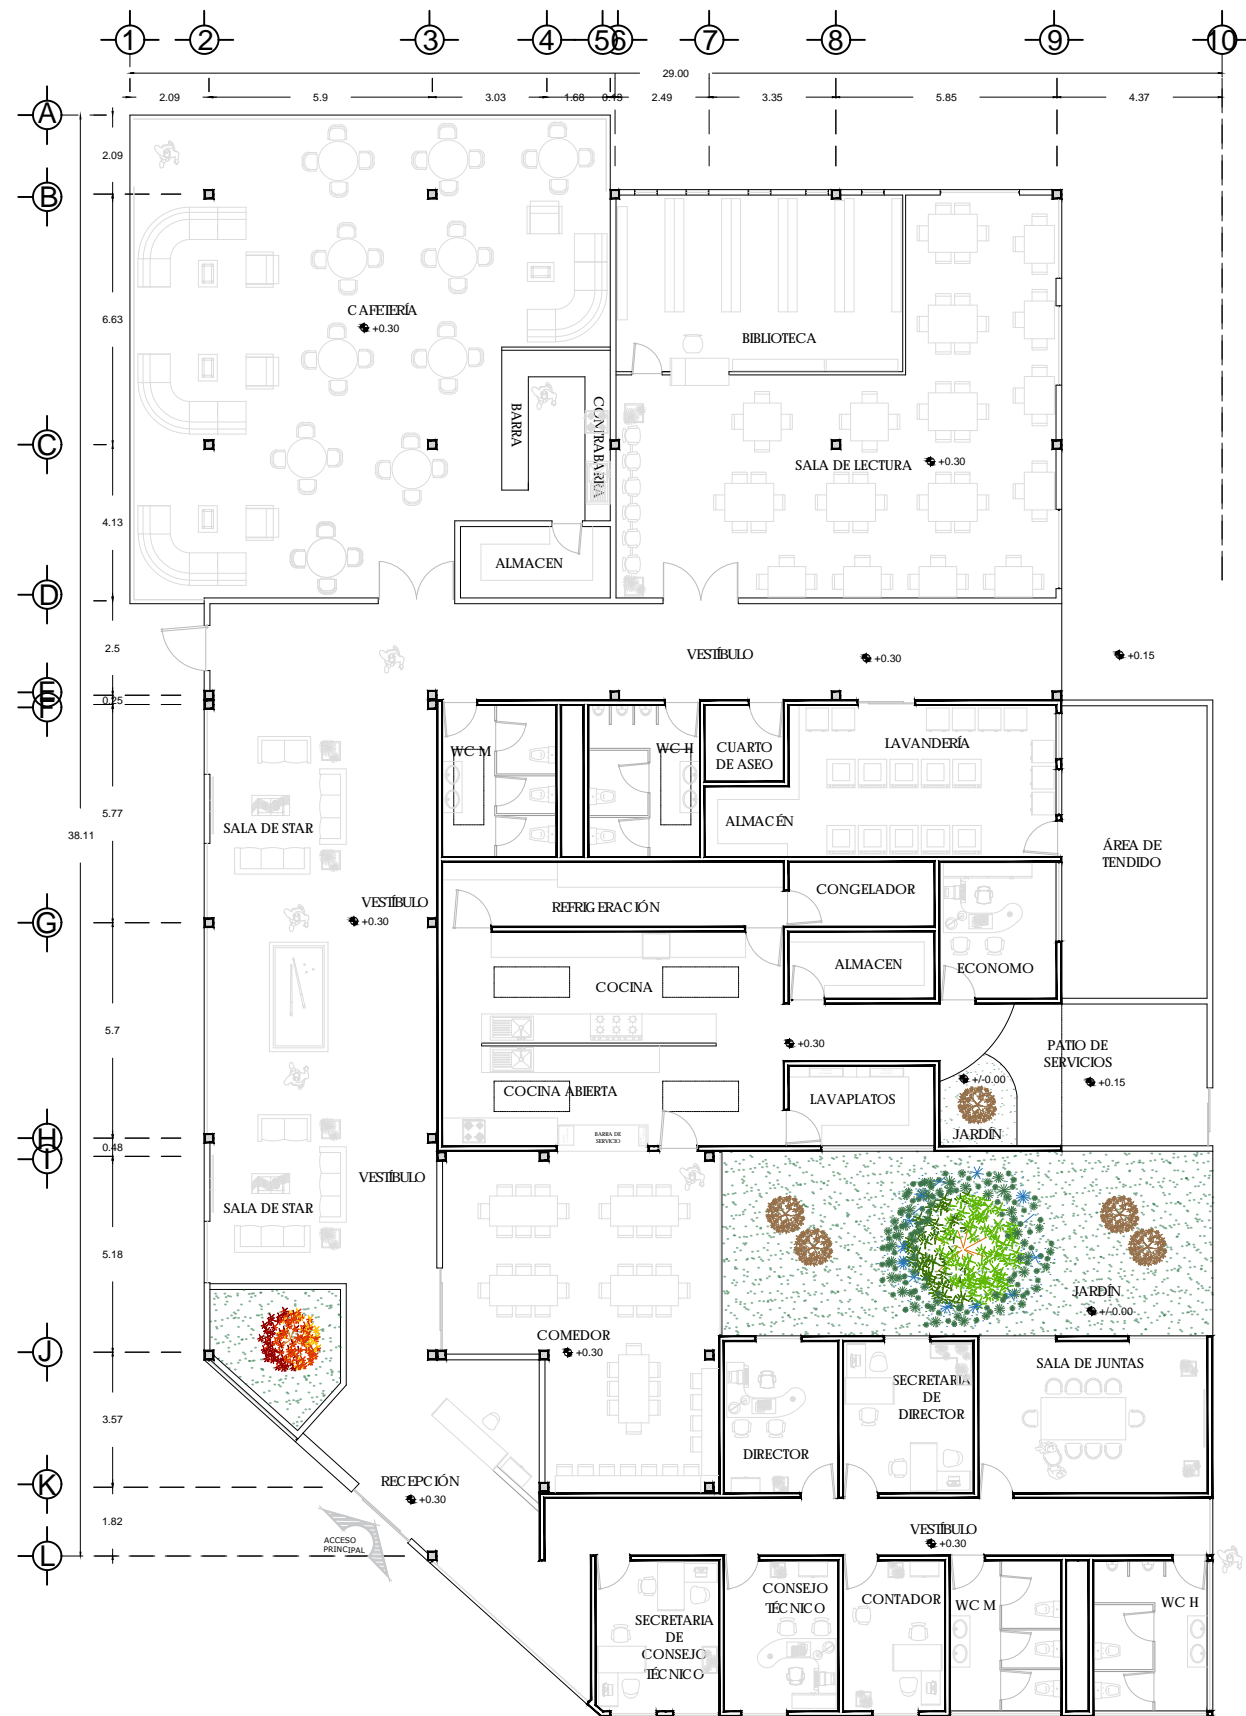 1 2 3 4 5 6 7 8 9 10
29.00
2.09 5.9 3.03 1.68 0.13 2.49 3.35 5.85 4.37
A
2.09
B
6.63
CAFETERÍA
+0.30
BIBLIOTECA
BARRA
CONTRABARRA
C
SALA DE LECTURA
+0.30
4.13
ALMACEN
D
2.5
VESTÍBULO
+0.30
+0.15
E
0.25
F
WC M
WC H
CUARTO
DE ASEO
LAVANDERÍA
5.77
38.11
SALA DE STAR
ALMACÉN
ÁREA DE
TENDIDO
VESTÍBULO
+0.30
G
REFRIGERACIÓN
CONGELADOR
ALMACEN
ECONOMO
COCINA
5.7
+0.30
PATIO DE
SERVICIOS
+0.15
+/-0.00
COCINA ABIERTA
LAVAPLATOS
JARDÍN
BARRA DE
SERVICIO
H
0.48
I
VESTÍBULO
SALA DE STAR
5.18
JARDÍN
+/-0.00
COMEDOR
+0.30
J
SALA DE JUNTAS
SECRETARIA
DE
DIRECTOR
DIRECTOR
3.57
K
RECEPCIÓN
+0.30
1.82
ACCESO
PRINCIPAL
VESTÍBULO
+0.30
L
SECRETARIA
DE
CONSEJO
TÉCNICO
CONSEJO
TÉCNICO
CONTADOR
WC M
WC H